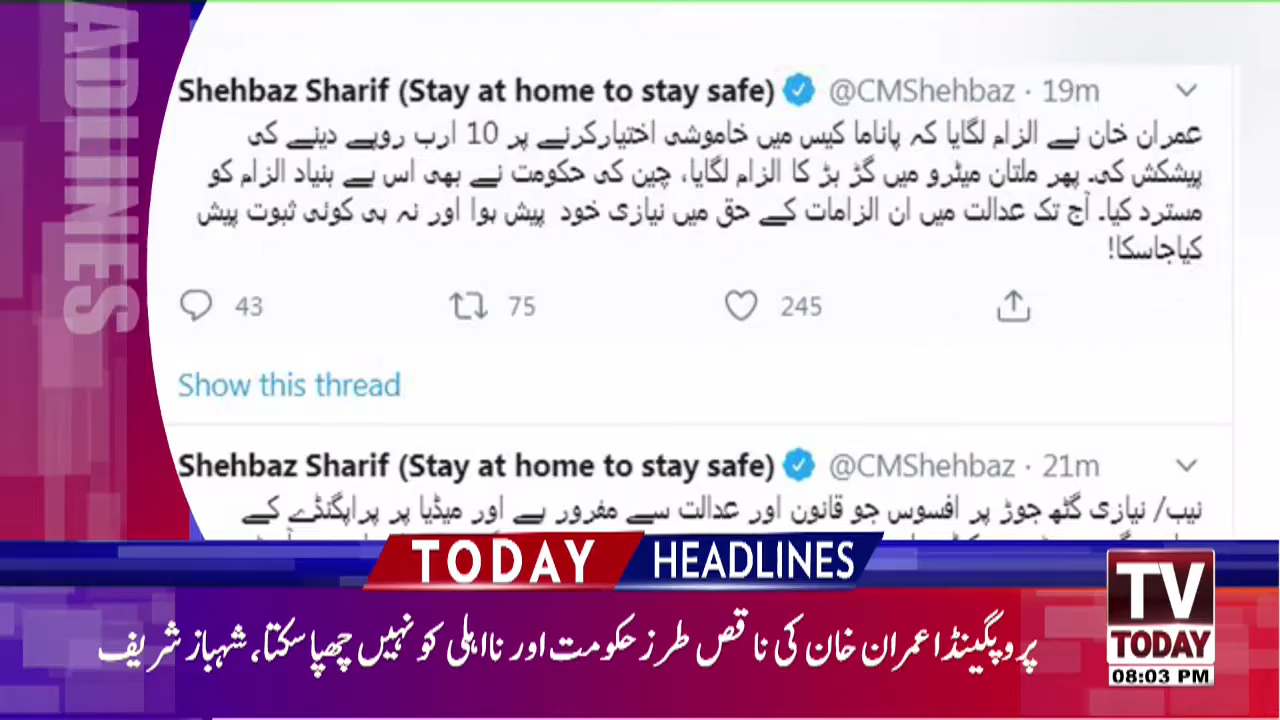 ADLINES
Shehbaz Sharif (Stay at home to stay safe) @CMShehbaz · 19m
عمران خان نے الزام لگایا کہ پاناما کیس میں خاموشی اختیارکرنے پر 10 ارب روپے دینے کی
پیشکش کی۔ پھر ملتان میٹرو میں گڑ بڑ کا الزام لگایا، چین کی حکومت نے بھی اس بے بنیاد الزام کو
مسترد کیا۔ آج تک عدالت میں ان الزامات کے حق میں نیازی خود پیش ہوا اور نہ ہی کوئی ثبوت پیش
کیاجاسکا!
43 75 245
Show this thread
Shehbaz Sharif (Stay at home to stay safe) @CMShehbaz · 21m
نیب/ نیازی گٹھ جوڑ پر افسوس جو قانون اور عدالت سے مفرور ہے اور میڈیا پر پراپگنڈے کے
TODAY HEADLINES
پروپیگینڈا عمران خان کی ناقص طرز حکومت اور نااہلی کو نہیں چھپا سکتا، شہباز شریف
TV
TODAY
08:03 PM